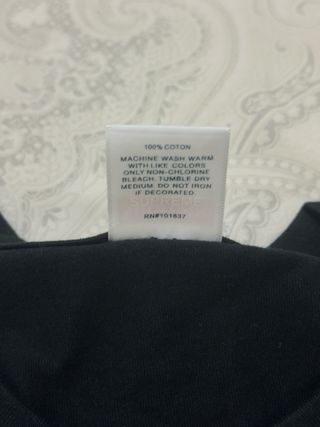 100% COTON
MACHINE WASH WARM
WITH LIKE COLORS
ONLY NON-CHLORINE
BLEACH. TUMBLE DRY
MEDIUM. DO NOT IRON
IF DECORATED.
SUPREME
RN#101837